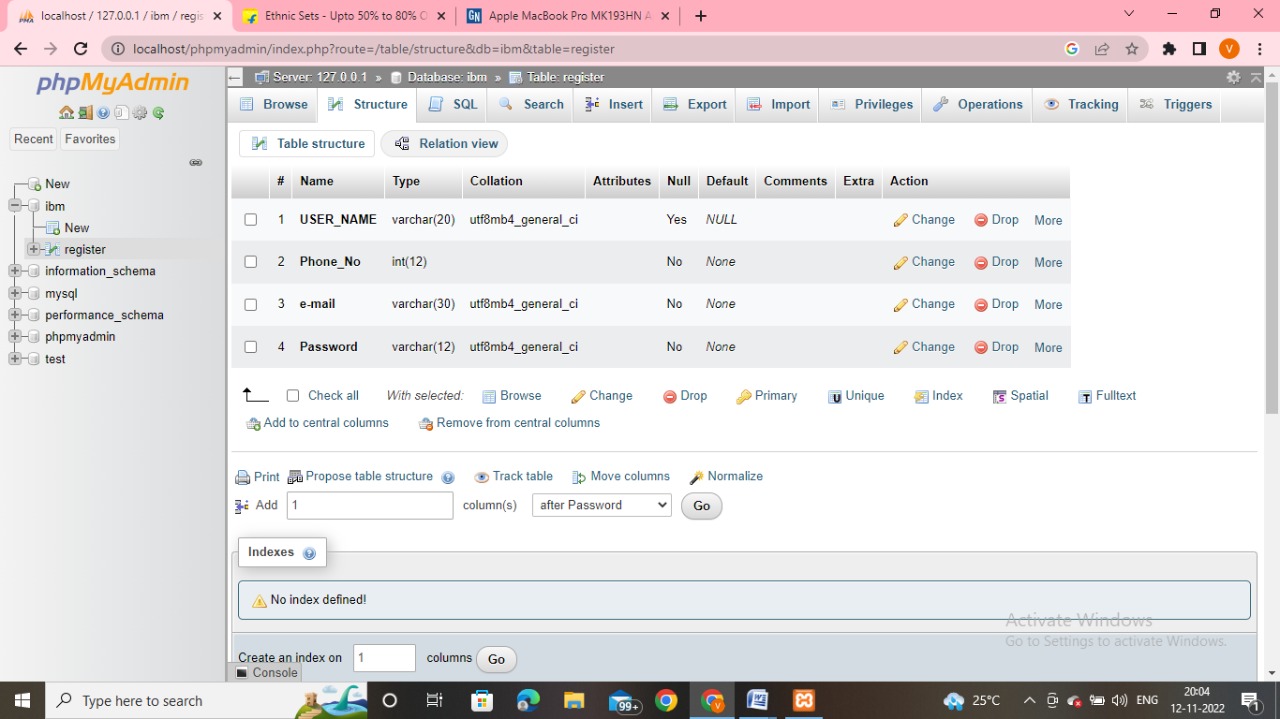 localhost / 127.0.0.1 / ibm / regis
Ethnic Sets - Upto 50% to 80% O
GN Apple MacBook Pro MK193HN A
localhost/phpmyadmin/index.php?route=/table/structure&db=ibm&table=register
V
phpMyAdmin
Server: 127.0.0.1 » Database: ibm » Table: register
Browse Structure SQL Search Insert Export Import Privileges Operations Tracking Triggers
Recent Favorites
Table structure Relation view
New
ibm
New
register
information_schema
mysql
performance_schema
phpmyadmin
test
# Name Type Collation Attributes Null Default Comments Extra Action
1 USER_NAME varchar(20) utf8mb4_general_ci Yes NULL Change Drop More
2 Phone_No int(12) No None Change Drop More
3 e-mail varchar(30) utf8mb4_general_ci No None Change Drop More
4 Password varchar(12) utf8mb4_general_ci No None Change Drop More
Check all With selected: Browse Change Drop Primary Unique Index Spatial Fulltext
Add to central columns Remove from central columns
Print Propose table structure Track table Move columns Normalize
Add 1 column(s) after Password Go
Indexes
No index defined!
Activate Windows
Go to Settings to activate Windows.
Create an index on 1 columns Go
Console
Type here to search
99+
25°C ENG 20:04
12-11-2022
1